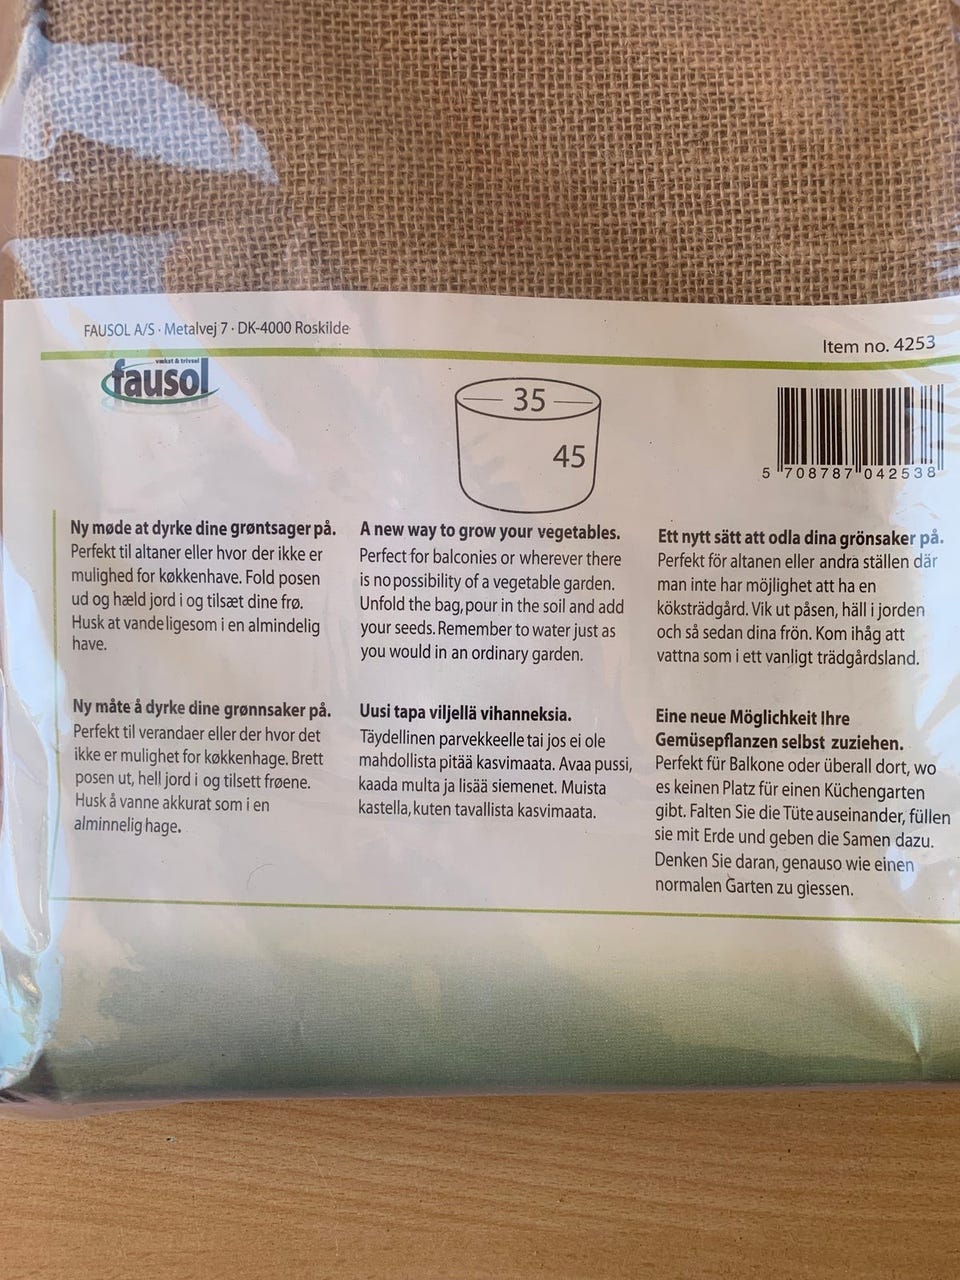 FAUSOL A/S · Metalvej 7 · DK-4000 Roskilde
Item no. 4253
vækst & trivsel
fausol
35
45
5 708787 042538
Ny møde at dyrke dine grøntsager på.
Perfekt til altaner eller hvor der ikke er
mulighed for køkkenhave. Fold posen
ud og hæld jord i og tilsæt dine frø.
Husk at vande ligesom i en almindelig
have.
A new way to grow your vegetables.
Perfect for balconies or wherever there
is no possibility of a vegetable garden.
Unfold the bag, pour in the soil and add
your seeds. Remember to water just as
you would in an ordinary garden.
Ett nytt sätt att odla dina grönsaker på.
Perfekt för altanen eller andra ställen där
man inte har möjlighet att ha en
köksträdgård. Vik ut påsen, häll i jorden
och så sedan dina frön. Kom ihåg att
vattna som i ett vanligt trädgårdsland.
Ny måte å dyrke dine grønnsaker på.
Perfekt til verandaer eller der hvor det
ikke er mulighet for køkkenhage. Brett
posen ut, hell jord i og tilsett frøene.
Husk å vanne akkurat som i en
alminnelig hage.
Uusi tapa viljellä vihanneksia.
Täydellinen parvekkeelle tai jos ei ole
mahdollista pitää kasvimaata. Avaa pussi,
kaada multa ja lisää siemenet. Muista
kastella, kuten tavallista kasvimaata.
Eine neue Möglichkeit Ihre
Gemüsepflanzen selbst zuziehen.
Perfekt für Balkone oder überall dort, wo
es keinen Platz für einen Küchengarten
gibt. Falten Sie die Tüte auseinander, füllen
sie mit Erde und geben die Samen dazu.
Denken Sie daran, genauso wie einen
normalen Garten zu giessen.